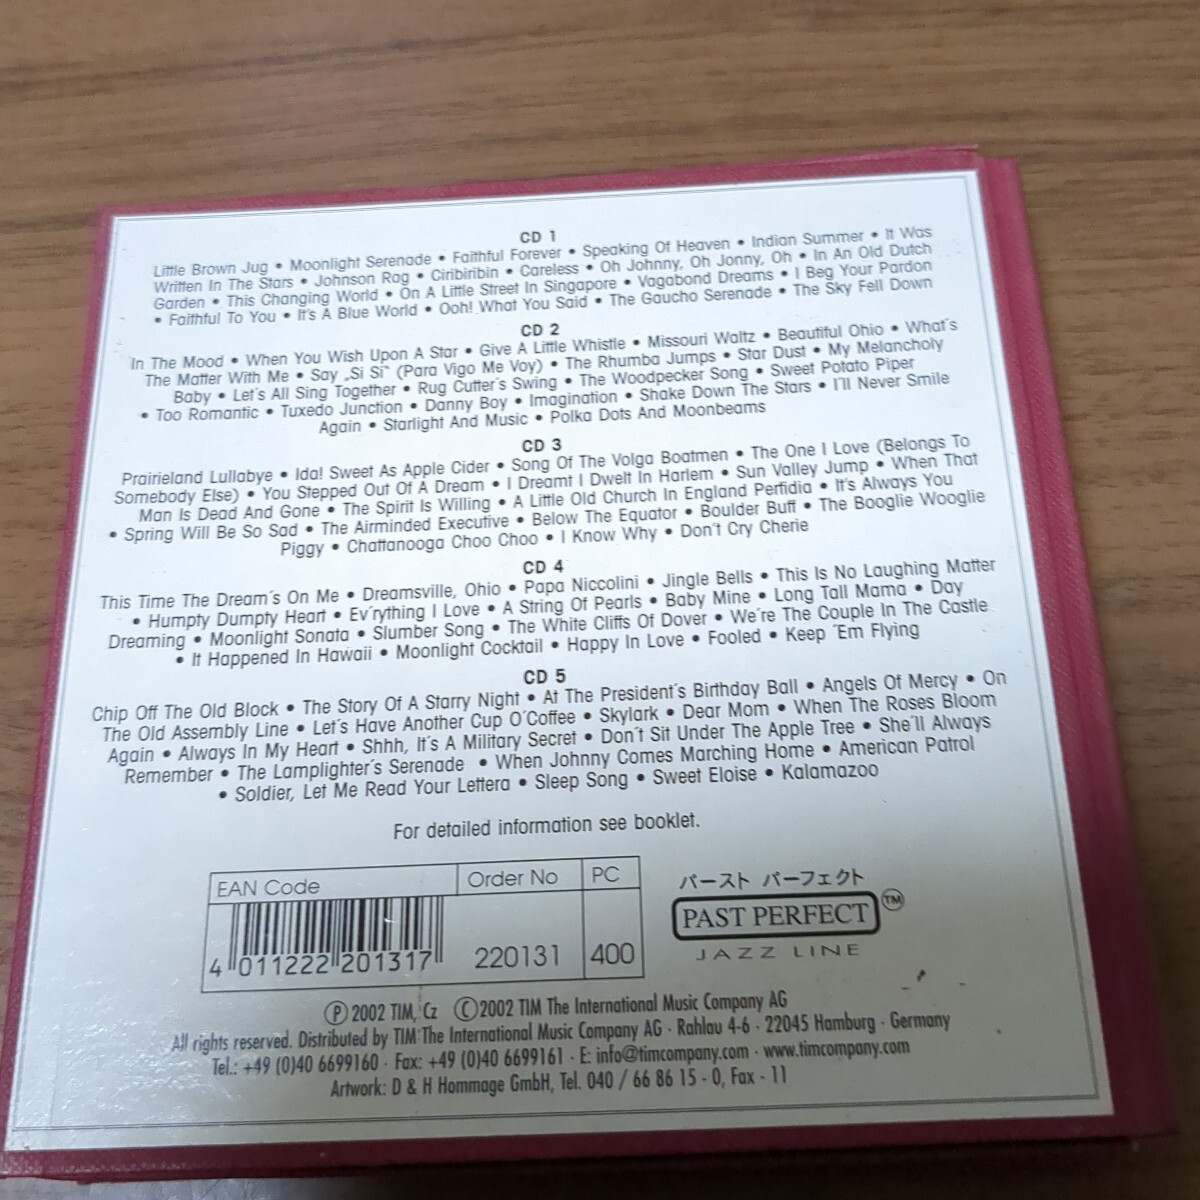 CD 1
Little Brown Jug • Moonlight Serenade • Faithful Forever • Speaking Of Heaven • Indian Summer • It Was
Written In The Stars • Johnson Rag • Ciribiribin • Careless • Oh Johnny, Oh Jonny, Oh • In An Old Dutch
Garden • This Changing World • On A Little Street In Singapore • Vagabond Dreams • I Beg Your Pardon
• Faithful To You • It's A Blue World • Ooh! What You Said • The Gaucho Serenade • The Sky Fell Down
CD 2
In The Mood • When You Wish Upon A Star • Give A Little Whistle • Missouri Waltz • Beautiful Ohio • What´s
The Matter With Me • Say „Si Si“ (Para Vigo Me Voy) • The Rhumba Jumps • Star Dust • My Melancholy
Baby • Let´s All Sing Together • Rug Cutter´s Swing • The Woodpecker Song • Sweet Potato Piper
• Too Romantic • Tuxedo Junction • Danny Boy • Imagination • Shake Down The Stars • I´ll Never Smile
Again • Starlight And Music • Polka Dots And Moonbeams
CD 3
Prairieland Lullabye • Ida! Sweet As Apple Cider • Song Of The Volga Boatmen • The One I Love (Belongs To
Somebody Else) • You Stepped Out Of A Dream • I Dreamt I Dwelt In Harlem • Sun Valley Jump • When That
Man Is Dead And Gone • The Spirit Is Willing • A Little Old Church In England Perfidia • It´s Always You
• Spring Will Be So Sad • The Airminded Executive • Below The Equator • Boulder Buff • The Booglie Wooglie
Piggy • Chattanooga Choo Choo • I Know Why • Don´t Cry Cherie
CD 4
This Time The Dream´s On Me • Dreamsville, Ohio • Papa Niccolini • Jingle Bells • This Is No Laughing Matter
• Humpty Dumpty Heart • Ev´rything I Love • A String Of Pearls • Baby Mine • Long Tall Mama • Day
Dreaming • Moonlight Sonata • Slumber Song • The White Cliffs Of Dover • We´re The Couple In The Castle
• It Happened In Hawaii • Moonlight Cocktail • Happy In Love • Fooled • Keep ´Em Flying
CD 5
Chip Off The Old Block • The Story Of A Starry Night • At The President´s Birthday Ball • Angels Of Mercy • On
The Old Assembly Line • Let´s Have Another Cup O´Coffee • Skylark • Dear Mom • When The Roses Bloom
Again • Always In My Heart • Shhh, It´s A Military Secret • Don´t Sit Under The Apple Tree • She´ll Always
Remember • The Lamplighter´s Serenade • When Johnny Comes Marching Home • American Patrol
• Soldier, Let Me Read Your Lettera • Sleep Song • Sweet Eloise • Kalamazoo
For detailed information see booklet.
EAN Code Order No PC
4 011222 201317 220131 400
パースト パーフェクト
PAST PERFECT™
JAZZ LINE
Ⓟ 2002 TIM, Cz ©2002 TIM The International Music Company AG
All rights reserved. Distributed by TIM The International Music Company AG · Rahlau 4-6 · 22045 Hamburg · Germany
Tel.: +49 (0)40 6699160 · Fax: +49 (0)40 6699161 · E: info@timcompany.com · www.timcompany.com
Artwork: D & H Hommage GmbH, Tel. 040 / 66 86 15 - 0, Fax - 11